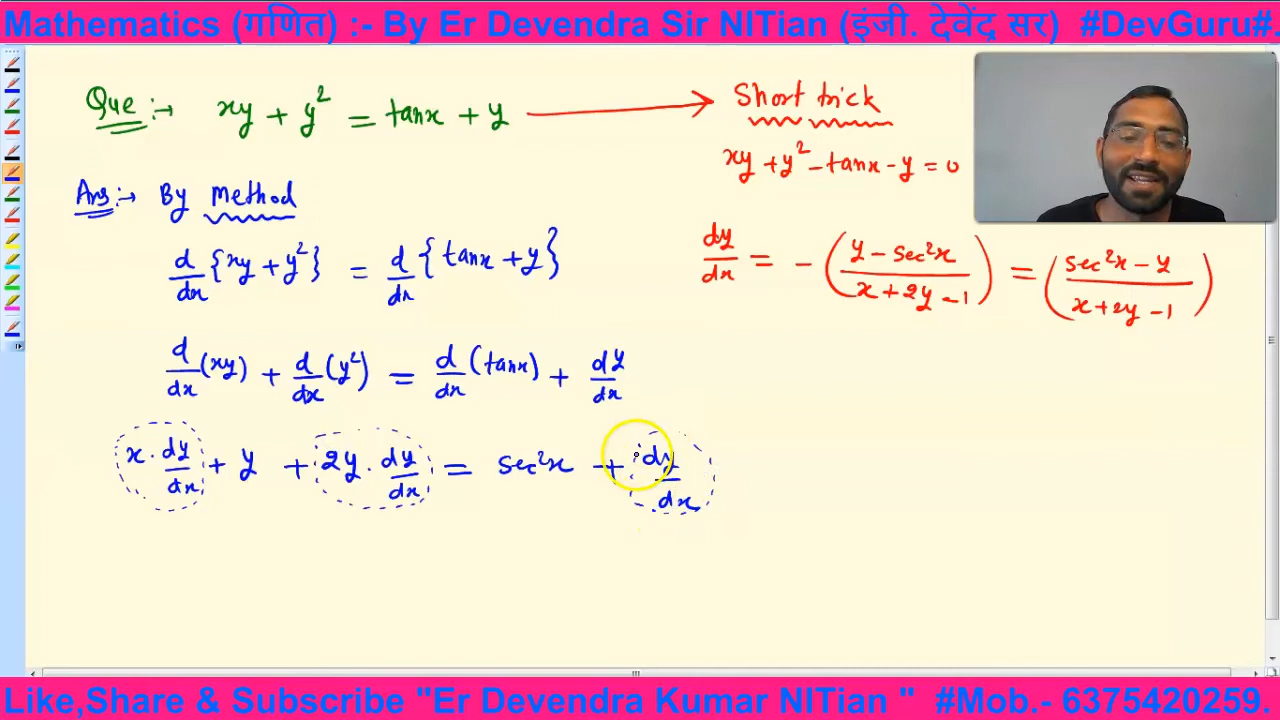 Mathematics (गणित) :- By Er Devendra Sir NITian (इंजी. देवेंद्र सर) #DevGuru#.
Que :→ xy + y² = tanx + y → Short trick
xy + y² - tanx - y = 0
Ans :→ By Method
d/dx {xy + y²} = d/dx {tanx + y}
dy/dx = - ( (y - sec²x) / (x + 2y - 1) ) = ( (sec²x - y) / (x + 2y - 1) )
d/dx (xy) + d/dx (y²) = d/dx (tanx) + dy/dx
x · dy/dx + y + 2y · dy/dx = sec²x + dy/dx
Like,Share & Subscribe "Er Devendra Kumar NITian " #Mob.- 6375420259.